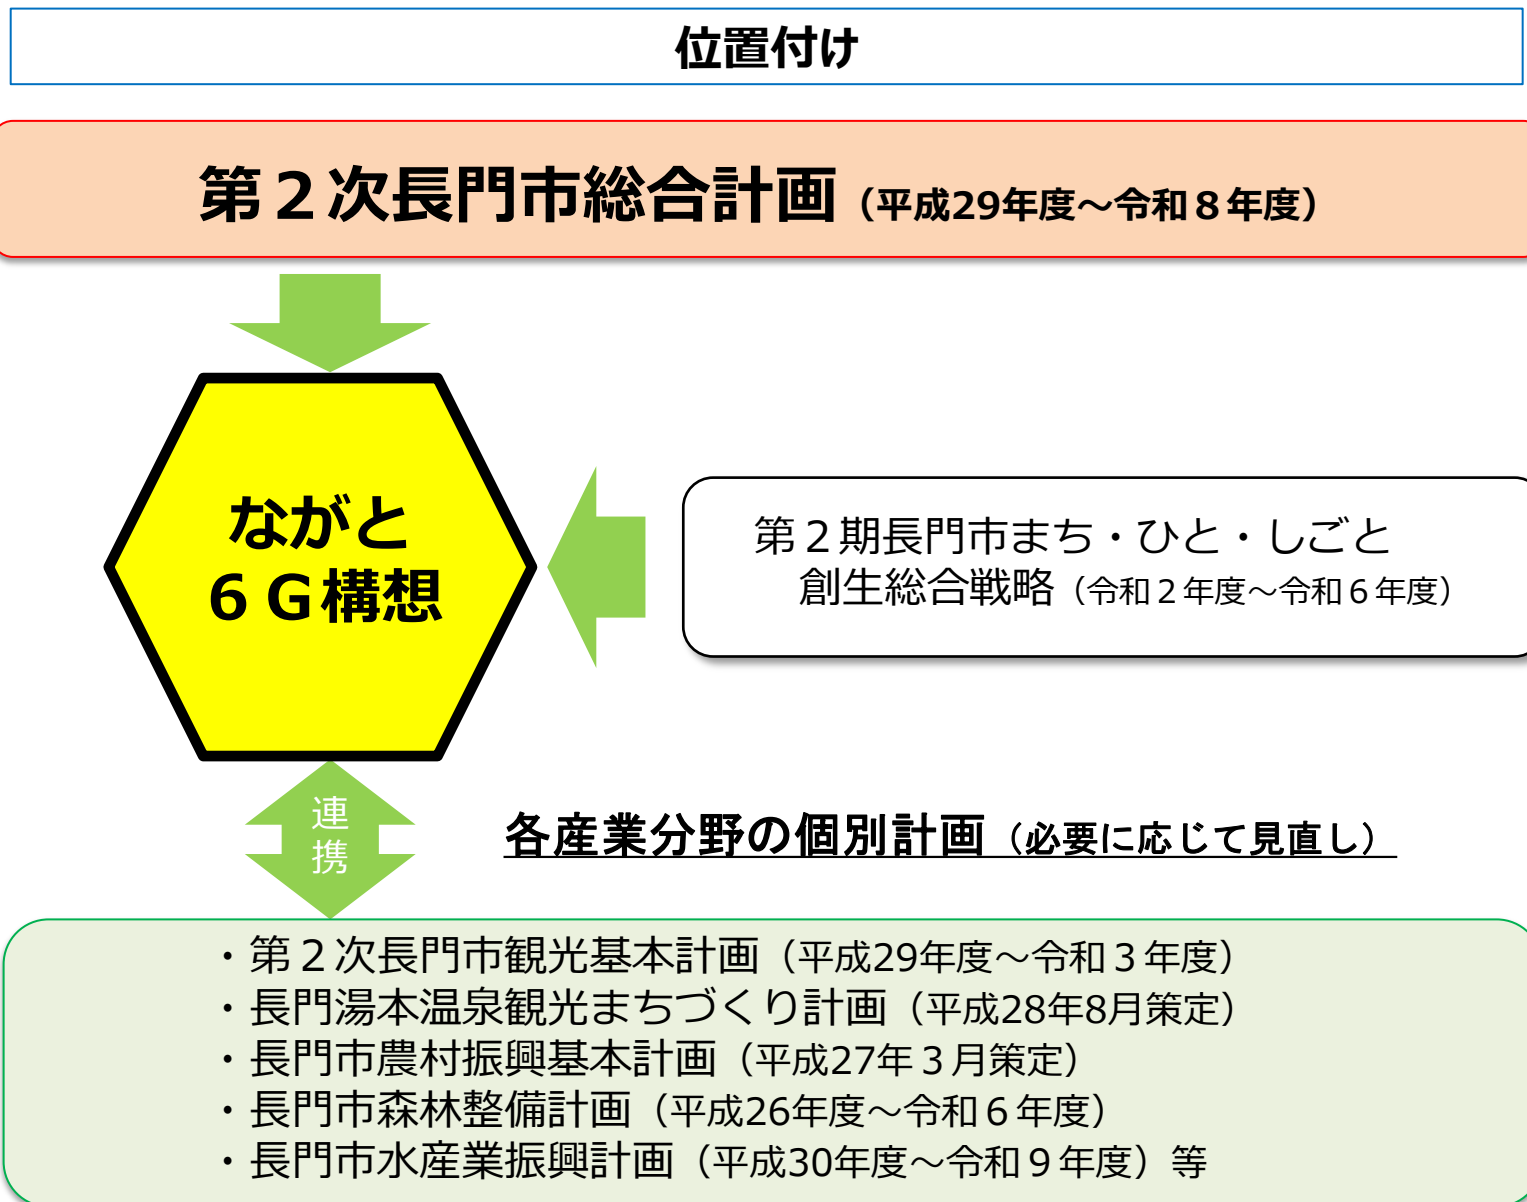 位置付け
第２次長門市総合計画（平成29年度～令和８年度）
ながと
６Ｇ構想
第２期長門市まち・ひと・しごと
創生総合戦略（令和２年度～令和６年度）
連
携
各産業分野の個別計画（必要に応じて見直し）
・第２次長門市観光基本計画（平成29年度～令和３年度）
・長門湯本温泉観光まちづくり計画（平成28年8月策定）
・長門市農村振興基本計画（平成27年３月策定）
・長門市森林整備計画（平成26年度～令和６年度）
・長門市水産業振興計画（平成30年度～令和９年度）等